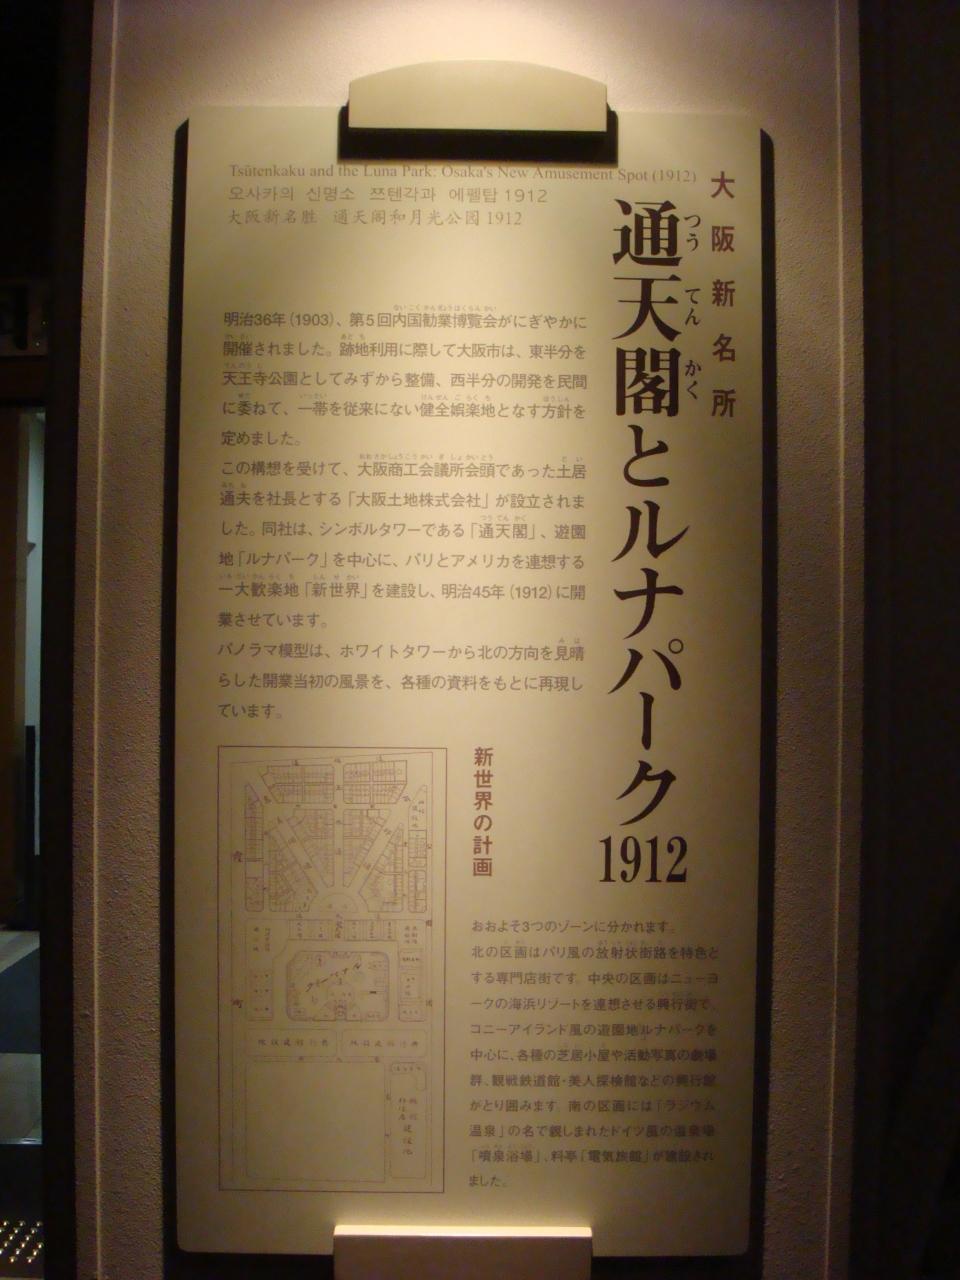 Tsūtenkaku and the Luna Park: Osaka's New Amusement Spot (1912)
오사카의 신명소 쯔텐각과 에펠탑 1912
大阪新名胜 通天阁和月光公园 1912
大阪新名所
通天閣とルナパーク
つうてんかく
1912
明治36年(1903)、第5回内国勧業博覧会がにぎやかに
開催されました。跡地利用に際して大阪市は、東半分を
天王寺公園としてみずから整備、西半分の開発を民間
に委ねて、一帯を従来にない健全娯楽地となす方針を
定めました。
この構想を受けて、大阪商工会議所会頭であった土居
通夫を社長とする「大阪土地株式会社」が設立されま
した。同社は、シンボルタワーである「通天閣」、遊園
地「ルナパーク」を中心に、パリとアメリカを連想する
一大歓楽地「新世界」を建設し、明治45年(1912)に開
業させています。
パノラマ模型は、ホワイトタワーから北の方向を見晴
らした開業当初の風景を、各種の資料をもとに再現し
ています。
新世界の計画
おおよそ3つのゾーンに分かれます。
北の区画はパリ風の放射状街路を特色と
する専門店街です。中央の区画はニューヨ
ークの海浜リゾートを連想させる興行街で、
コニーアイランド風の遊園地ルナパークを
中心に、各種の芝居小屋や活動写真の劇場
群、観戦鉄道館・美人探検館などの興行館
がとり囲みます。南の区画には「ラジウム
温泉」の名で親しまれたドイツ風の温泉場
「噴泉浴場」、料亭「電気旅館」が建設され
ました。